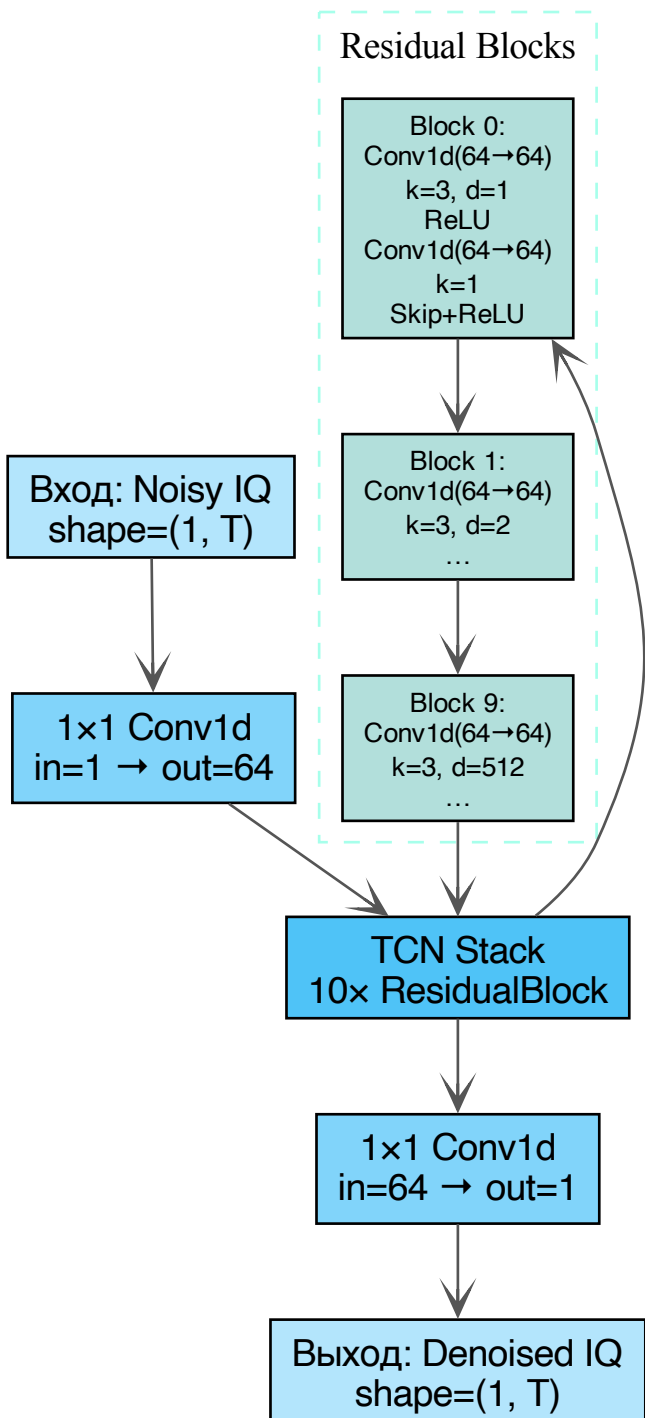 Residual Blocks
Block 0:
Conv1d(64→64)
k=3, d=1
ReLU
Conv1d(64→64)
k=1
Skip+ReLU
Block 1:
Conv1d(64→64)
k=3, d=2
…
Вход: Noisy IQ
shape=(1, T)
1×1 Conv1d
in=1 → out=64
Block 9:
Conv1d(64→64)
k=3, d=512
…
TCN Stack
10× ResidualBlock
1×1 Conv1d
in=64 → out=1
Выход: Denoised IQ
shape=(1, T)